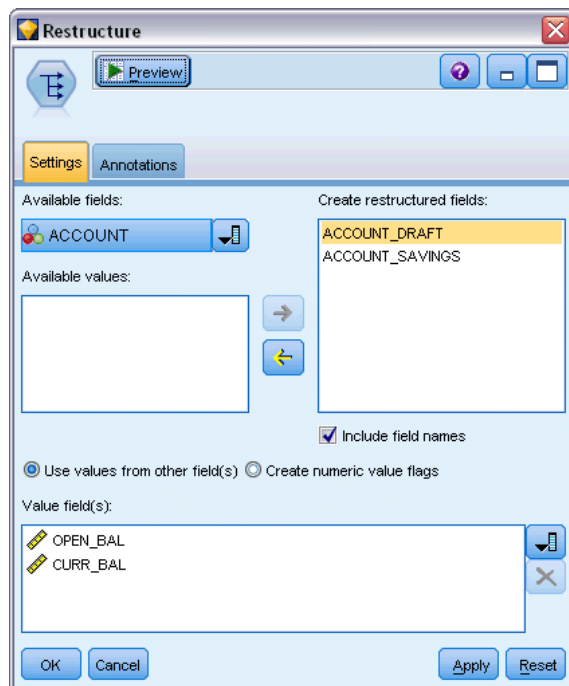 Restructure
Preview
Settings
Annotations
Available fields:
ACCOUNT
Available values:
Create restructured fields:
ACCOUNT_DRAFT
ACCOUNT_SAVINGS
Include field names
Use values from other field(s) Create numeric value flags
Value field(s):
OPEN_BAL
CURR_BAL
OK Cancel Apply Reset